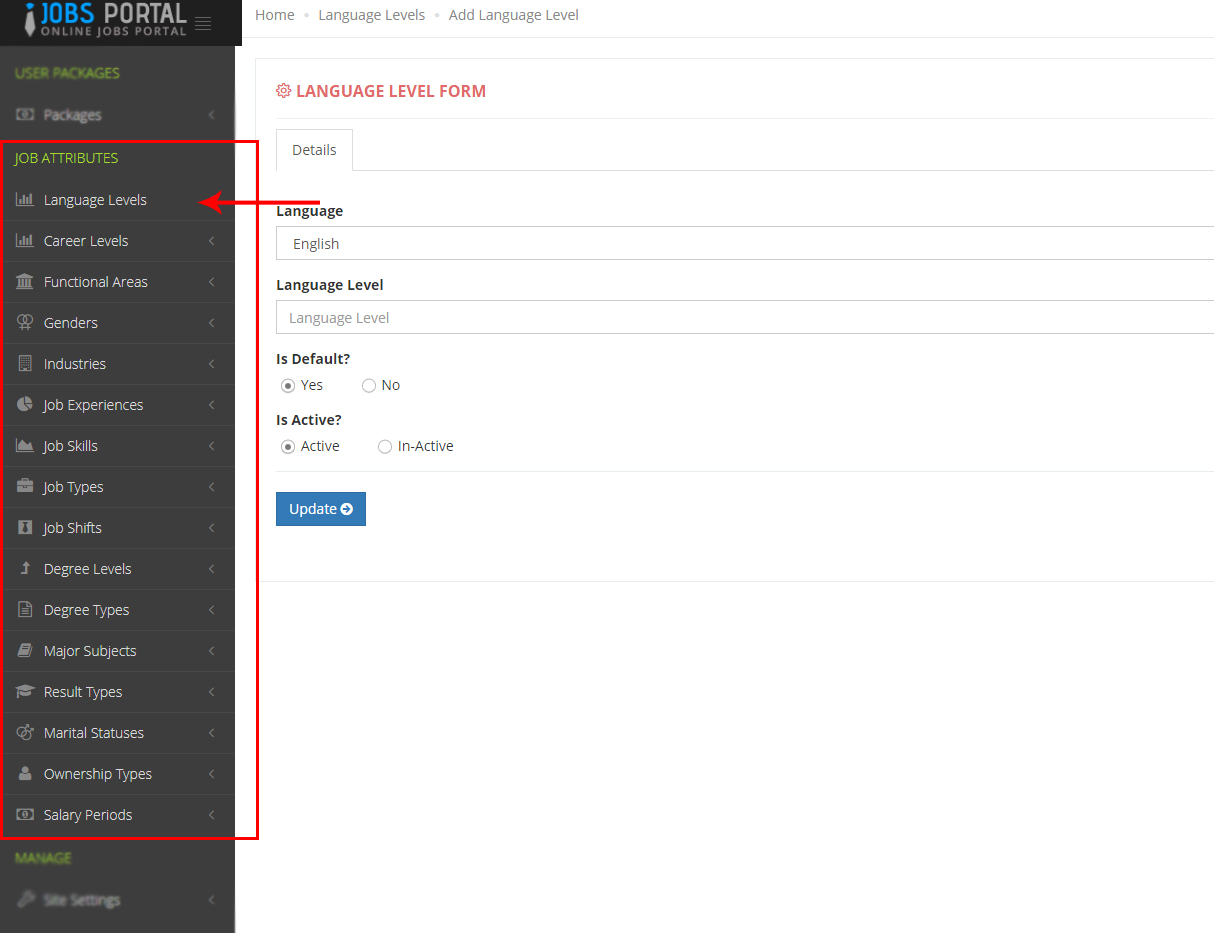 JOBS PORTAL
ONLINE JOBS PORTAL
Home • Language Levels • Add Language Level
USER PACKAGES
Packages
JOB ATTRIBUTES
Language Levels
Career Levels
Functional Areas
Genders
Industries
Job Experiences
Job Skills
Job Types
Job Shifts
Degree Levels
Degree Types
Major Subjects
Result Types
Marital Statuses
Ownership Types
Salary Periods
MANAGE
Site Settings
LANGUAGE LEVEL FORM
Details
Language
English
Language Level
Language Level
Is Default?
Yes No
Is Active?
Active In-Active
Update